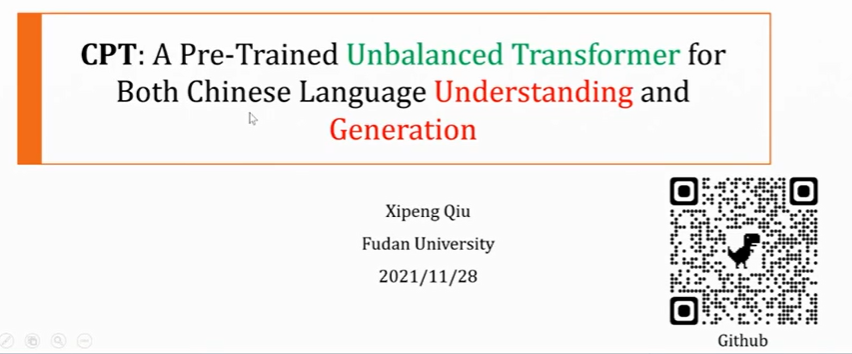 CPT: A Pre-Trained Unbalanced Transformer for
Both Chinese Language Understanding and
Generation
Xipeng Qiu
Fudan University
2021/11/28
Github